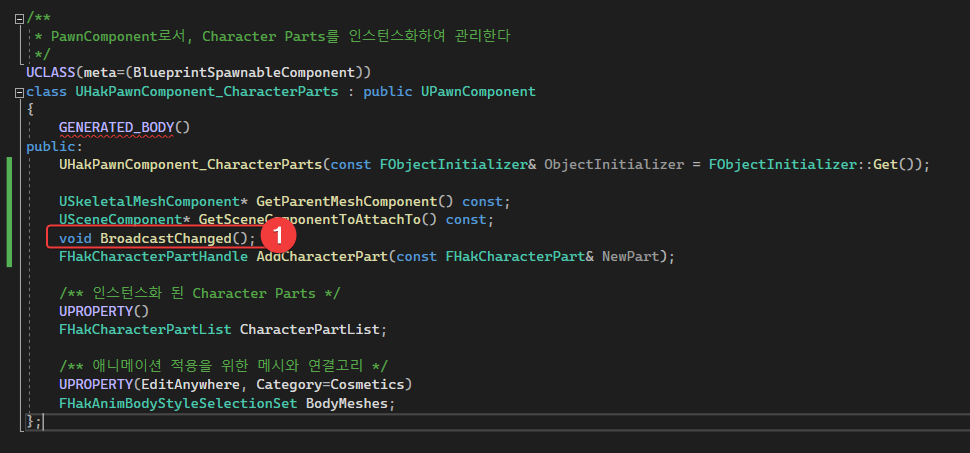 /**
 * PawnComponent로서, Character Parts를 인스턴스화하여 관리한다
 */
UCLASS(meta=(BlueprintSpawnableComponent))
class UHakPawnComponent_CharacterParts : public UPawnComponent
{
    GENERATED_BODY()
public:
    UHakPawnComponent_CharacterParts(const FObjectInitializer& ObjectInitializer = FObjectInitializer::Get());

    USkeletalMeshComponent* GetParentMeshComponent() const;
    USceneComponent* GetSceneComponentToAttachTo() const;
    void BroadcastChanged(); 1
    FHakCharacterPartHandle AddCharacterPart(const FHakCharacterPart& NewPart);

    /** 인스턴스화 된 Character Parts */
    UPROPERTY()
    FHakCharacterPartList CharacterPartList;

    /** 애니메이션 적용을 위한 메시와 연결고리 */
    UPROPERTY(EditAnywhere, Category=Cosmetics)
    FHakAnimBodyStyleSelectionSet BodyMeshes;
};